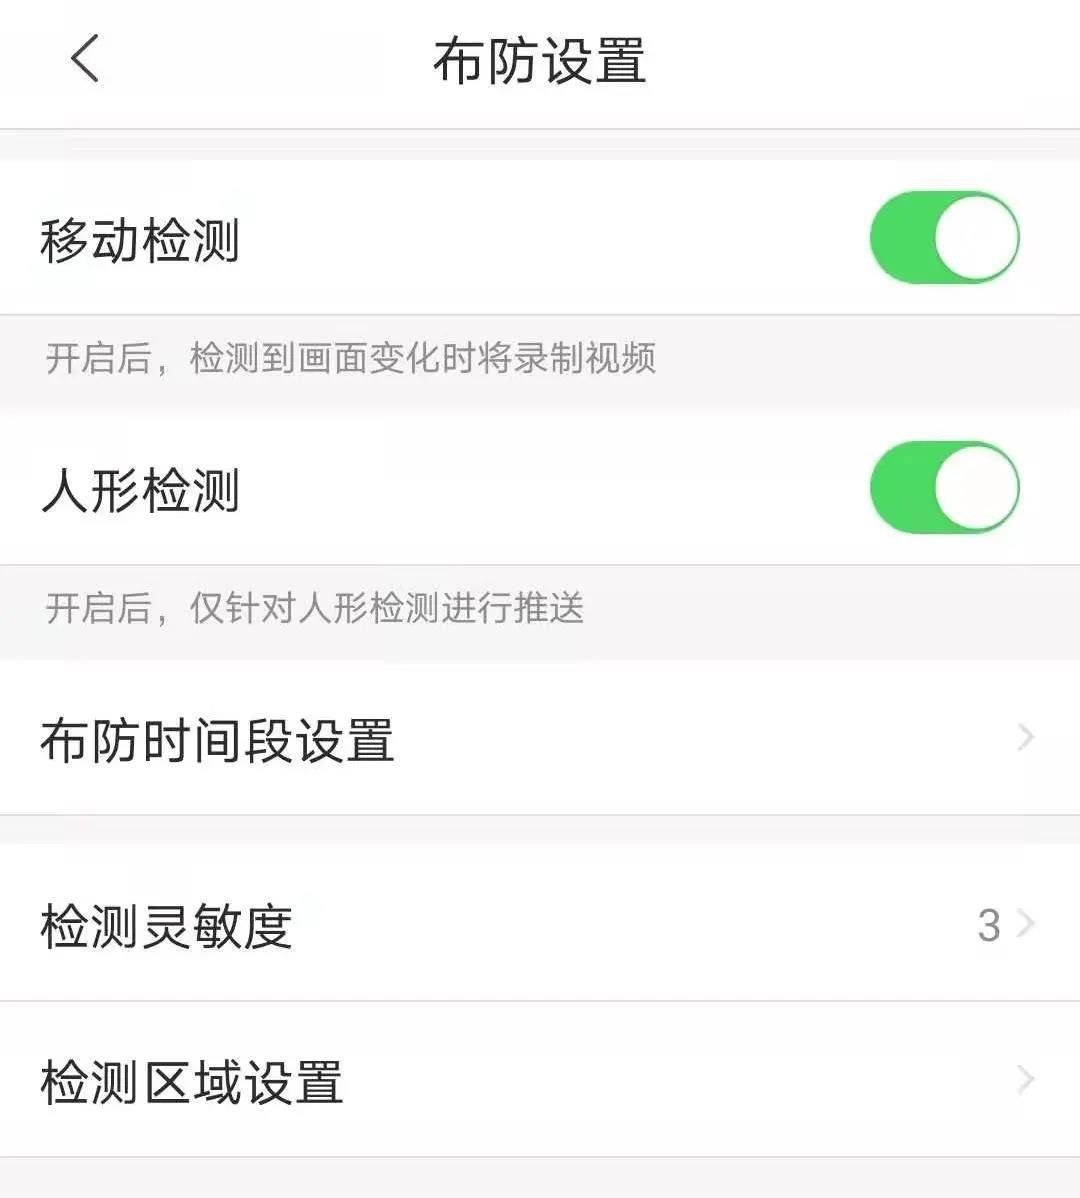 布防设置
移动检测
开启后，检测到画面变化时将录制视频
人形检测
开启后，仅针对人形检测进行推送
布防时间段设置
检测灵敏度 3
检测区域设置